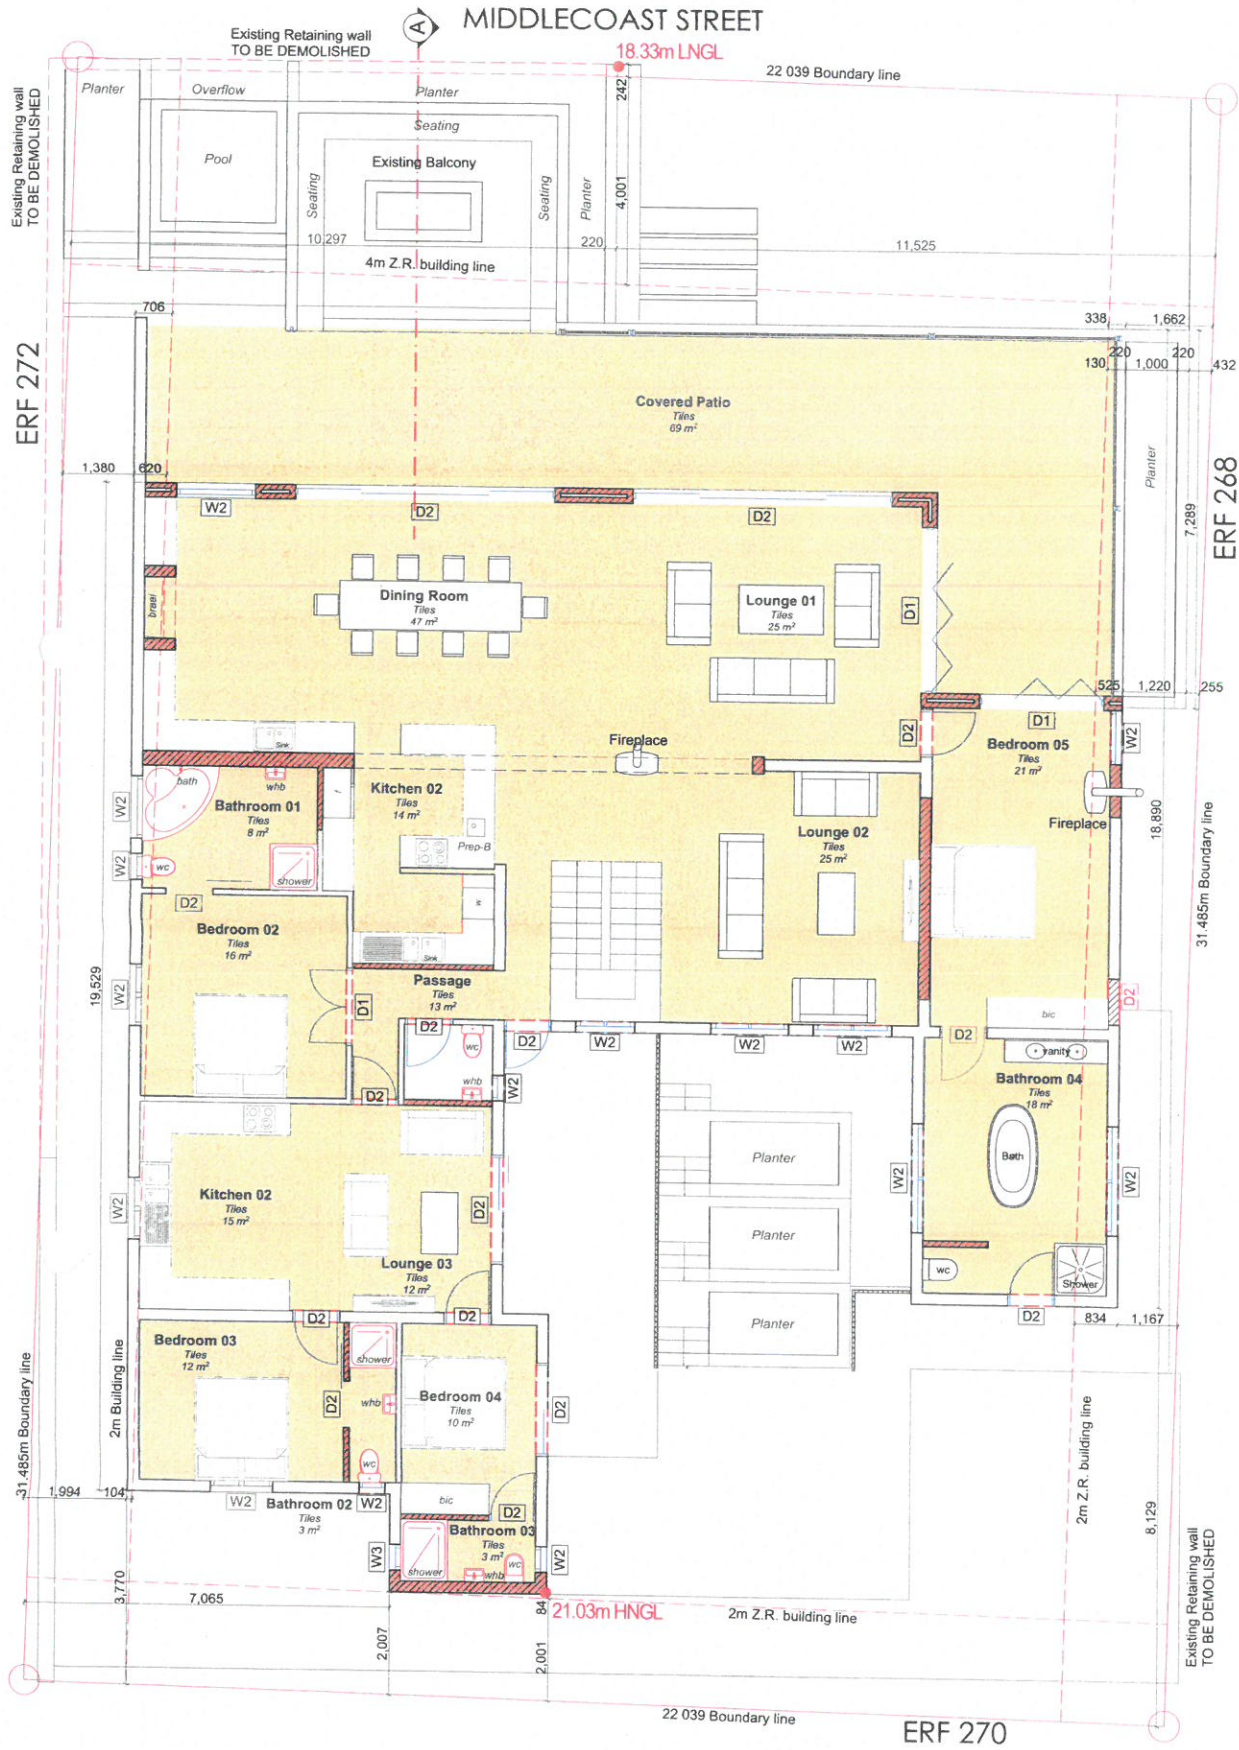 MIDDLECOAST STREET
A
Existing Retaining wall
TO BE DEMOLISHED
18.33m LNGL
22 039 Boundary line
Existing Retaining wall
TO BE DEMOLISHED
Planter
Overflow
Planter
Seating
242
Pool
Existing Balcony
Seating
Seating
Planter
4,001
10,297
220
11,525
4m Z.R. building line
706
338
1,662
ERF 272
220
220
130
1,000
432
Covered Patio
Tiles
69 m²
ERF 268
1,380
620
Planter
7,289
W2
D2
D2
braai
Dining Room
Tiles
47 m²
Lounge 01
Tiles
25 m²
D1
525
1,220
255
D1
Sink
Fireplace
D2
Bedroom 05
Tiles
21 m²
W2
bath
whb
W2
Bathroom 01
Tiles
8 m²
f
Kitchen 02
Tiles
14 m²
Prep-B
Lounge 02
Tiles
25 m²
Fireplace
18,890
31.485m Boundary line
W2
wc
shower
D2
Bedroom 02
Tiles
16 m²
Sink
19,529
W2
Passage
Tiles
13 m²
D1
D2
wc
D2
W2
W2
W2
bic
D2
D2
vanity
whb
W2
D2
Bathroom 04
Tiles
18 m²
Bath
Planter
W2
W2
W2
Kitchen 02
Tiles
15 m²
D2
Planter
Lounge 03
Tiles
12 m²
wc
Shower
D2
D2
D2
834
1,167
Planter
Bedroom 03
Tiles
12 m²
shower
2m Building line
31.485m Boundary line
D2
whb
Bedroom 04
Tiles
10 m²
D2
wc
1,994
104
W2
Bathroom 02
Tiles
3 m²
W2
bic
D2
2m Z.R. building line
8,129
Bathroom 03
Tiles
3 m²
W3
shower
whb
wc
W2
Existing Retaining wall
TO BE DEMOLISHED
3,770
7,065
84
21.03m HNGL
2m Z.R. building line
2,007
2,001
22 039 Boundary line
ERF 270